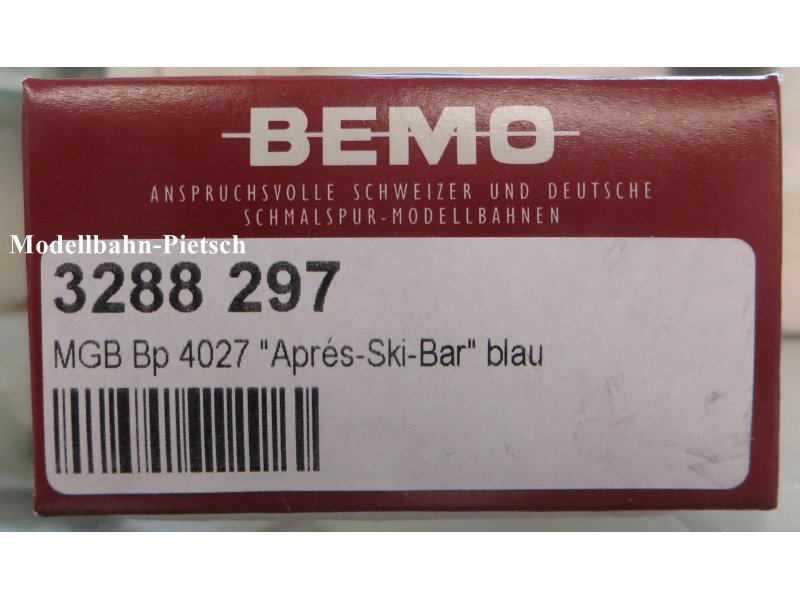 BEMO
ANSPRUCHSVOLLE SCHWEIZER UND DEUTSCHE
SCHMALSPUR-MODELLBAHNEN
Modellbahn-Pietsch
3288 297
MGB Bp 4027 "Aprés-Ski-Bar" blau